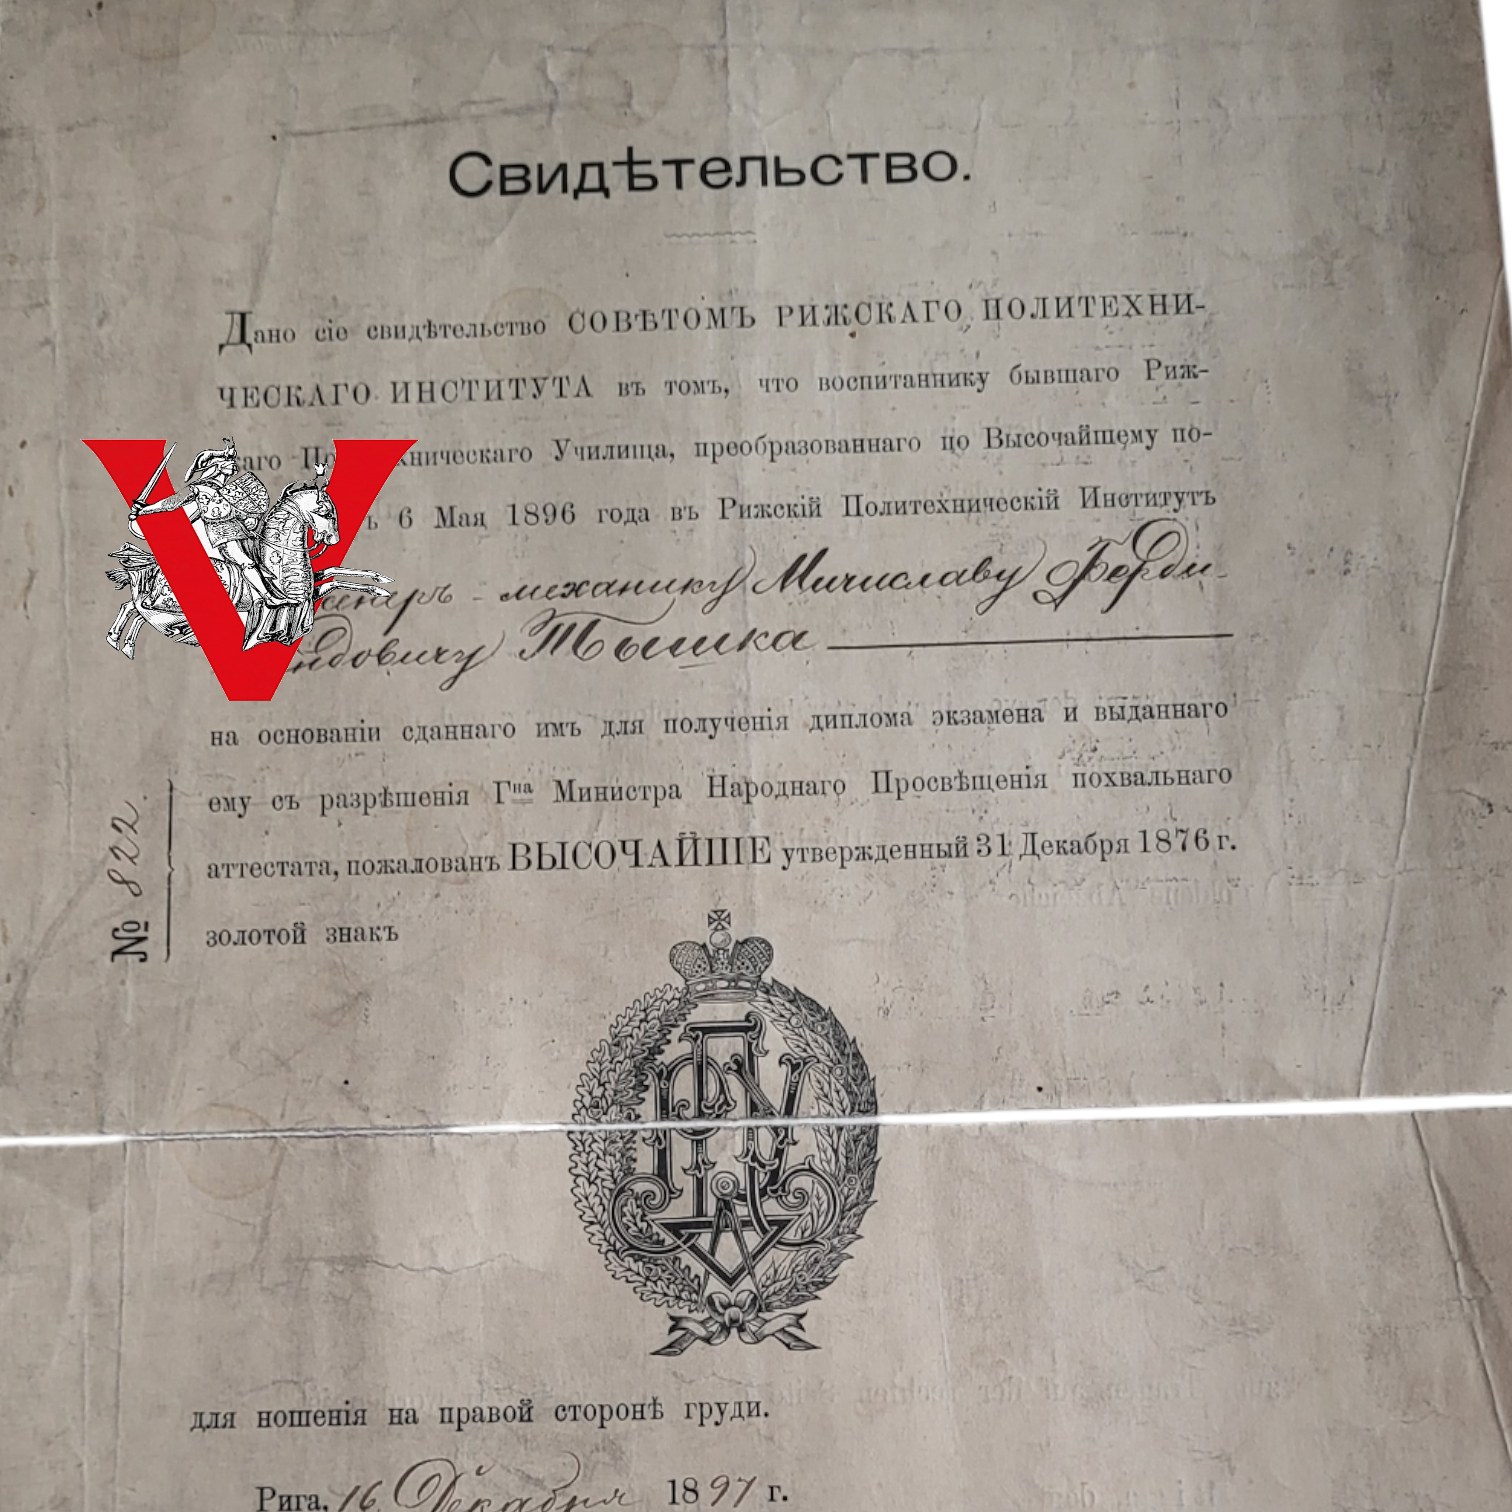 Свидѣтельство.
Дано сіе свидѣтельство СОВѢТОМЪ РИЖСКАГО ПОЛИТЕХНИ-
ЧЕСКАГО ИНСТИТУТА въ томъ, что воспитаннику бывшаго Риж-
Училища, преобразованнаго по Высочайшему по-
6 Мая 1896 года въ Рижскій Политехническій Институтъ
механику Мичиславу Ферди-
Тышка
на основаніи сданнаго имъ для полученія диплома экзамена и выданнаго
ему съ разрѣшенія Гна Министра Народнаго Просвѣщенія похвальнаго
аттестата, пожалованъ ВЫСОЧАЙШЕ утвержденный 31 Декабря 1876 г.
золотой знакъ
№ 822.
для ношенія на правой сторонѣ груди.
Рига, 16 Декабря 1897 г.